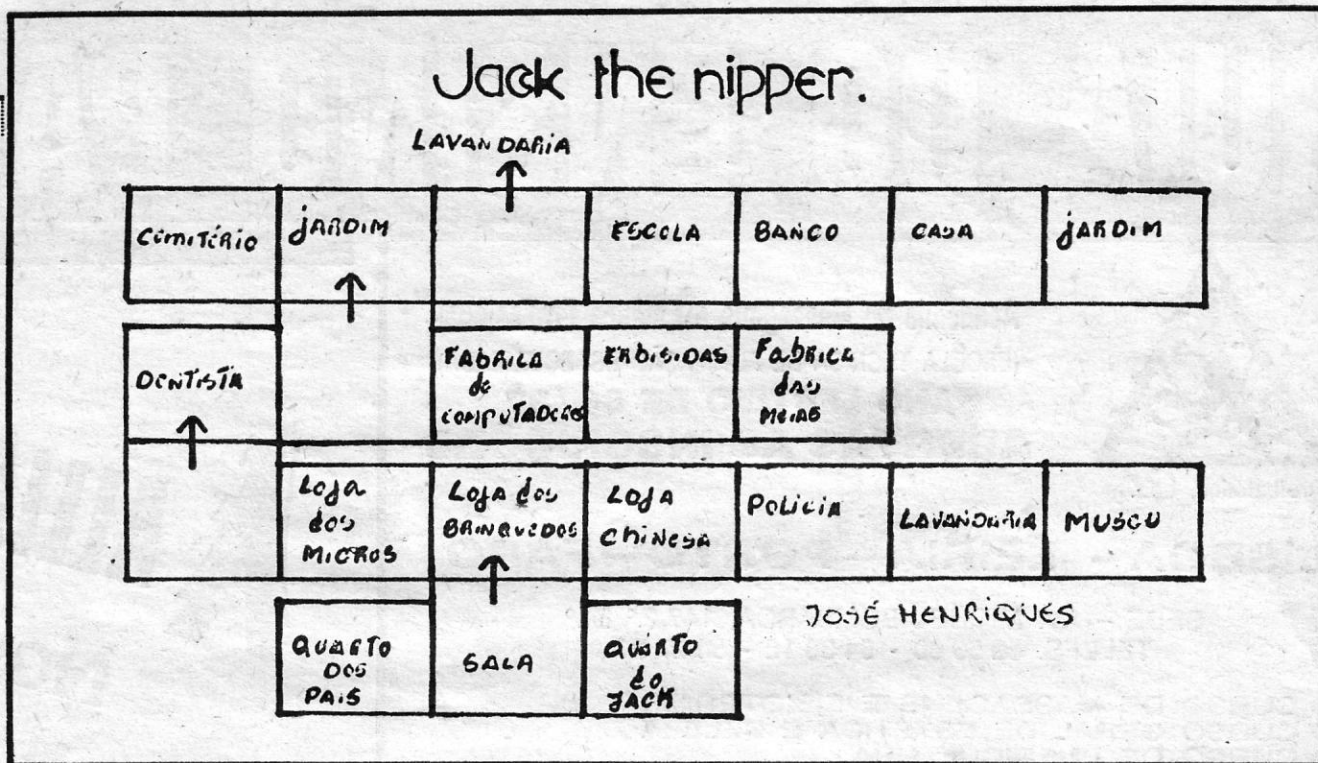 Jack the nipper.
LAVANDARIA
CEMITÉRIO
JARDIM
ESCOLA
BANCO
CASA
JARDIM
DENTISTA
FABRICA
de
COMPUTADORES
FABRICA
das
MEIAS
LOJA
dos
MICROS
LOJA dos
BRINQUEDOS
LOJA
CHINESA
POLICIA
LAVANDARIA
MUSEU
JOSÉ HENRIQUES
QUARTO
DOS
PAIS
SALA
QUARTO
do
JACK